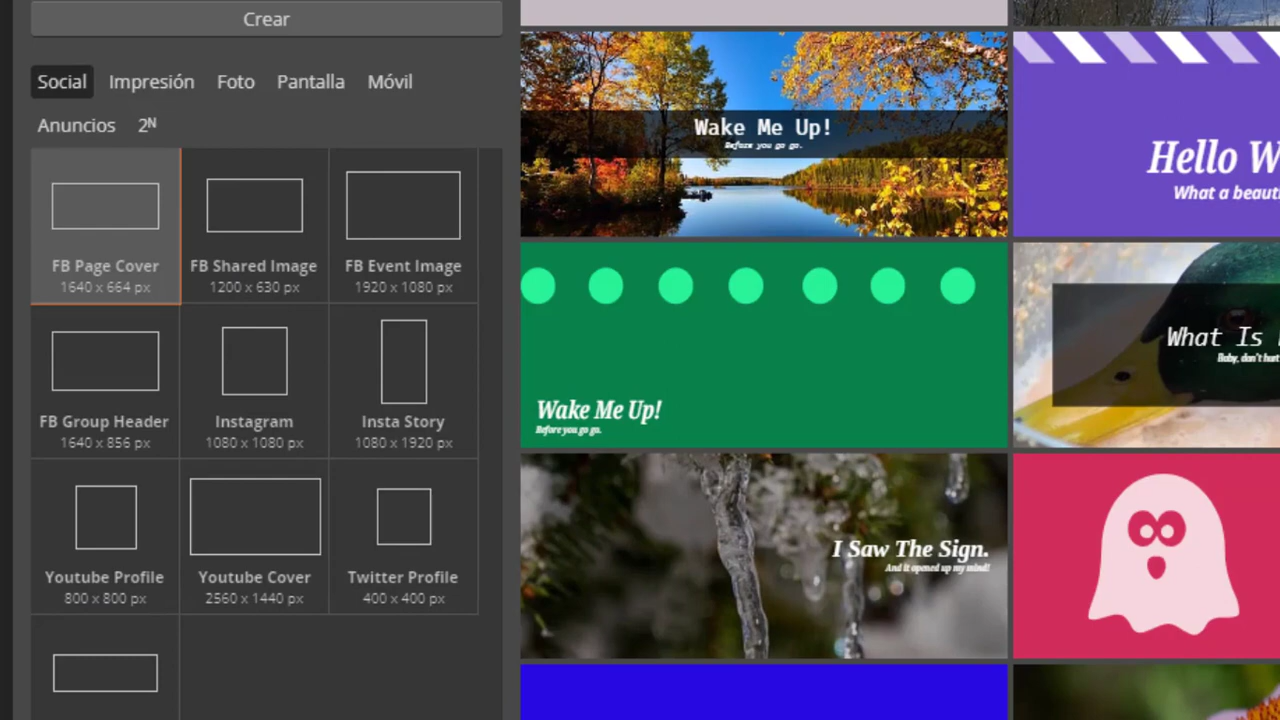 Crear
Social Impresión Foto Pantalla Móvil
Anuncios 2ᴺ
FB Page Cover
1640 x 664 px
FB Shared Image
1200 x 630 px
FB Event Image
1920 x 1080 px
FB Group Header
1640 x 856 px
Instagram
1080 x 1080 px
Insta Story
1080 x 1920 px
Youtube Profile
800 x 800 px
Youtube Cover
2560 x 1440 px
Twitter Profile
400 x 400 px
Wake Me Up!
Before you go go.
Hello W
What a beauti
Wake Me Up!
Before you go go.
What Is
Baby, don't hurt
I Saw The Sign.
And it opened up my mind!